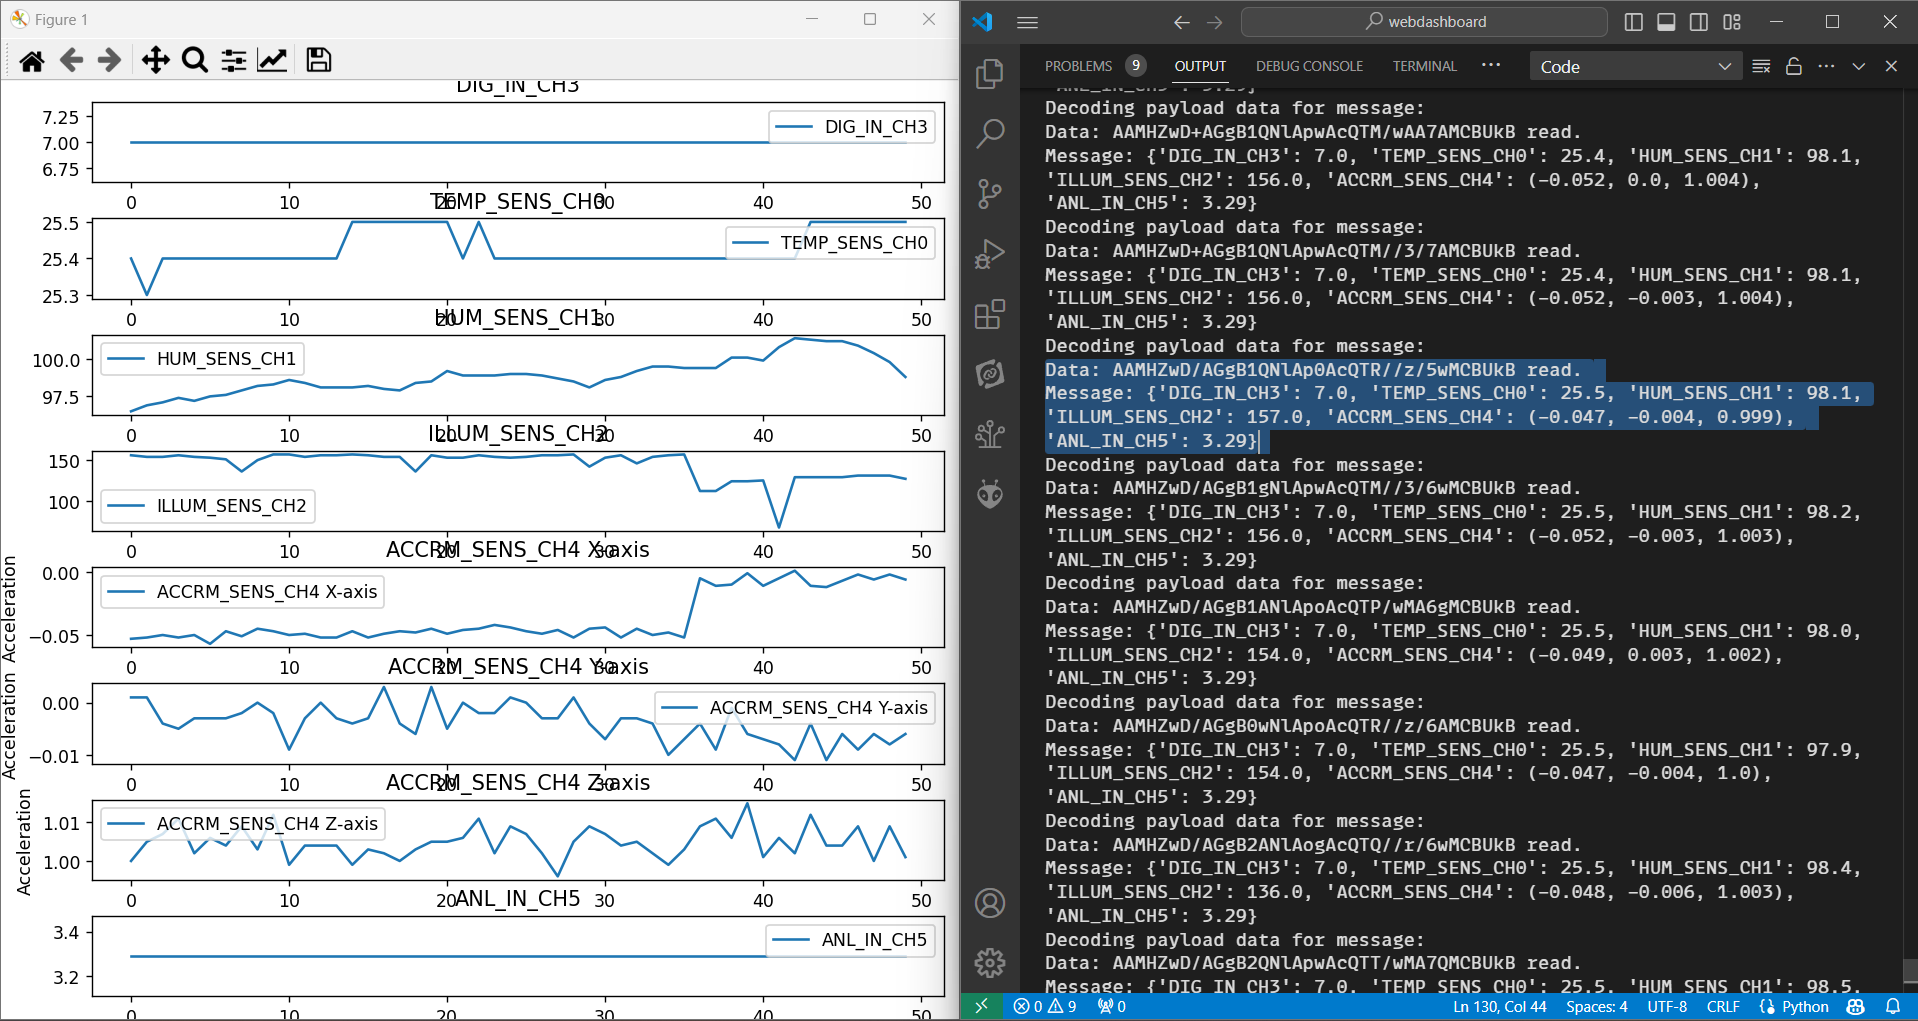 Figure 1
DIG_IN_CH3
7.25
7.00
6.75
DIG_IN_CH3
0 10 20 30 40 50
TEMP_SENS_CH0
25.5
25.4
25.3
TEMP_SENS_CH0
0 10 20 30 40 50
HUM_SENS_CH1
100.0
97.5
HUM_SENS_CH1
0 10 20 30 40 50
ILLUM_SENS_CH2
150
100
ILLUM_SENS_CH2
0 10 20 30 40 50
ACCRM_SENS_CH4 X-axis
Acceleration
0.00
−0.05
ACCRM_SENS_CH4 X-axis
0 10 20 30 40 50
ACCRM_SENS_CH4 Y-axis
Acceleration
0.00
−0.01
ACCRM_SENS_CH4 Y-axis
0 10 20 30 40 50
ACCRM_SENS_CH4 Z-axis
Acceleration
1.01
1.00
ACCRM_SENS_CH4 Z-axis
0 10 20 30 40 50
ANL_IN_CH5
3.4
3.2
ANL_IN_CH5
0 10 20 30 40 50
webdashboard
PROBLEMS 9 OUTPUT DEBUG CONSOLE TERMINAL ··· Code
'ANL_IN_CH5': 3.29}
Decoding payload data for message:
Data: AAMHZwD+AGgB1QNlApwAcQTM/wAA7AMCBUkB read.
Message: {'DIG_IN_CH3': 7.0, 'TEMP_SENS_CH0': 25.4, 'HUM_SENS_CH1': 98.1,
'ILLUM_SENS_CH2': 156.0, 'ACCRM_SENS_CH4': (-0.052, 0.0, 1.004),
'ANL_IN_CH5': 3.29}
Decoding payload data for message:
Data: AAMHZwD+AGgB1QNlApwAcQTM//3/7AMCBUkB read.
Message: {'DIG_IN_CH3': 7.0, 'TEMP_SENS_CH0': 25.4, 'HUM_SENS_CH1': 98.1,
'ILLUM_SENS_CH2': 156.0, 'ACCRM_SENS_CH4': (-0.052, -0.003, 1.004),
'ANL_IN_CH5': 3.29}
Decoding payload data for message:
Data: AAMHZwD/AGgB1QNlAp0AcQTR//z/5wMCBUkB read.
Message: {'DIG_IN_CH3': 7.0, 'TEMP_SENS_CH0': 25.5, 'HUM_SENS_CH1': 98.1,
'ILLUM_SENS_CH2': 157.0, 'ACCRM_SENS_CH4': (-0.047, -0.004, 0.999),
'ANL_IN_CH5': 3.29}
Decoding payload data for message:
Data: AAMHZwD/AGgB1gNlApwAcQTM//3/6wMCBUkB read.
Message: {'DIG_IN_CH3': 7.0, 'TEMP_SENS_CH0': 25.5, 'HUM_SENS_CH1': 98.2,
'ILLUM_SENS_CH2': 156.0, 'ACCRM_SENS_CH4': (-0.052, -0.003, 1.003),
'ANL_IN_CH5': 3.29}
Decoding payload data for message:
Data: AAMHZwD/AGgB1ANlApoAcQTP/wMA6gMCBUkB read.
Message: {'DIG_IN_CH3': 7.0, 'TEMP_SENS_CH0': 25.5, 'HUM_SENS_CH1': 98.0,
'ILLUM_SENS_CH2': 154.0, 'ACCRM_SENS_CH4': (-0.049, 0.003, 1.002),
'ANL_IN_CH5': 3.29}
Decoding payload data for message:
Data: AAMHZwD/AGgB0wNlApoAcQTR//z/6AMCBUkB read.
Message: {'DIG_IN_CH3': 7.0, 'TEMP_SENS_CH0': 25.5, 'HUM_SENS_CH1': 97.9,
'ILLUM_SENS_CH2': 154.0, 'ACCRM_SENS_CH4': (-0.047, -0.004, 1.0),
'ANL_IN_CH5': 3.29}
Decoding payload data for message:
Data: AAMHZwD/AGgB2ANlAogAcQTQ//r/6wMCBUkB read.
Message: {'DIG_IN_CH3': 7.0, 'TEMP_SENS_CH0': 25.5, 'HUM_SENS_CH1': 98.4,
'ILLUM_SENS_CH2': 136.0, 'ACCRM_SENS_CH4': (-0.048, -0.006, 1.003),
'ANL_IN_CH5': 3.29}
Decoding payload data for message:
Data: AAMHZwD/AGgB2QNlApwAcQTT/wMA7QMCBUkB read.
Message: {'DIG_IN_CH3': 7.0, 'TEMP_SENS_CH0': 25.5, 'HUM_SENS_CH1': 98.5,
0 9 0 Ln 130, Col 44 Spaces: 4 UTF-8 CRLF Python